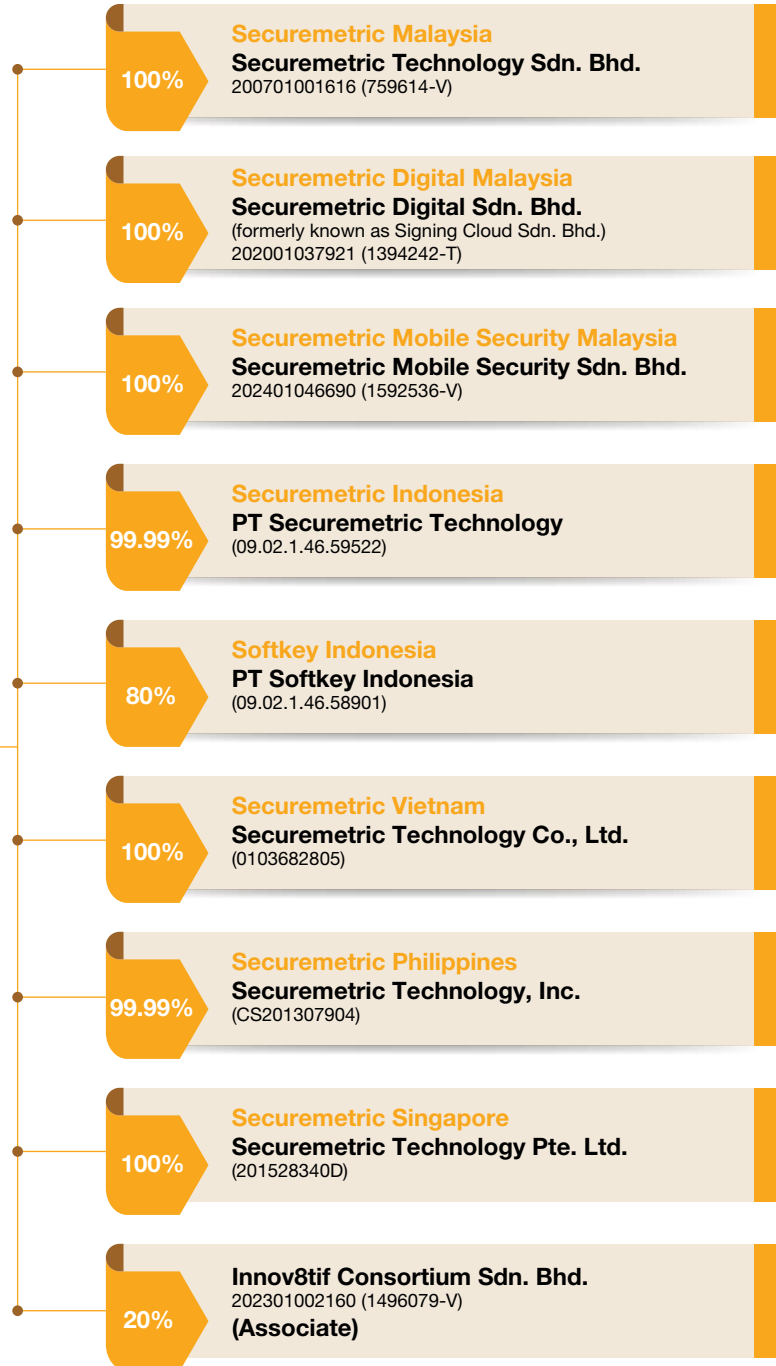 100%
Securemetric Malaysia
Securemetric Technology Sdn. Bhd.
200701001616 (759614-V)
100%
Securemetric Digital Malaysia
Securemetric Digital Sdn. Bhd.
(formerly known as Signing Cloud Sdn. Bhd.)
202001037921 (1394242-T)
100%
Securemetric Mobile Security Malaysia
Securemetric Mobile Security Sdn. Bhd.
202401046690 (1592536-V)
99.99%
Securemetric Indonesia
PT Securemetric Technology
(09.02.1.46.59522)
80%
Softkey Indonesia
PT Softkey Indonesia
(09.02.1.46.58901)
100%
Securemetric Vietnam
Securemetric Technology Co., Ltd.
(0103682805)
99.99%
Securemetric Philippines
Securemetric Technology, Inc.
(CS201307904)
100%
Securemetric Singapore
Securemetric Technology Pte. Ltd.
(201528340D)
20%
Innov8tif Consortium Sdn. Bhd.
202301002160 (1496079-V)
(Associate)